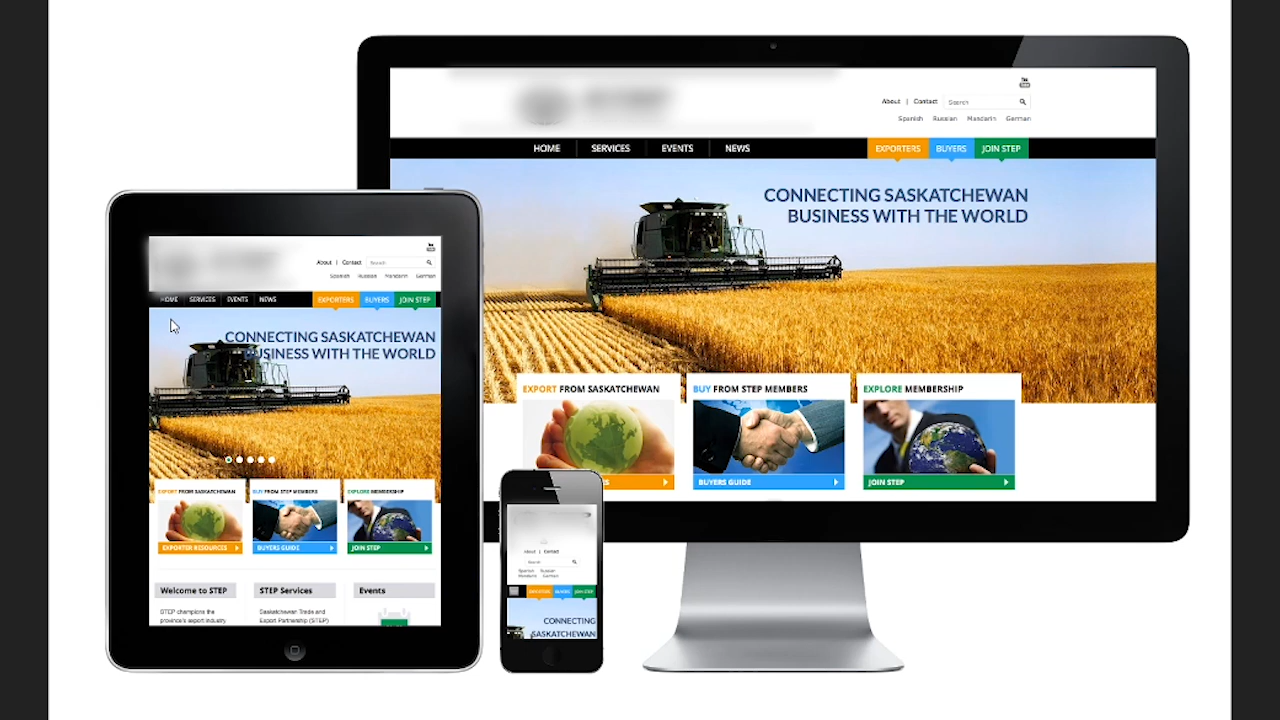 About | Contact Search
Spanish Russian Mandarin German
HOME SERVICES EVENTS NEWS EXPORTERS BUYERS JOIN STEP
CONNECTING SASKATCHEWAN
BUSINESS WITH THE WORLD
EXPORT FROM SASKATCHEWAN BUY FROM STEP MEMBERS EXPLORE MEMBERSHIP
BUYERS GUIDE JOIN STEP
About | Contact Search
Spanish Russian Mandarin German
HOME SERVICES EVENTS NEWS EXPORTERS BUYERS JOIN STEP
CONNECTING SASKATCHEWAN
BUSINESS WITH THE WORLD
EXPORT FROM SASKATCHEWAN BUY FROM STEP MEMBERS EXPLORE MEMBERSHIP
EXPORTER RESOURCES BUYERS GUIDE JOIN STEP
Welcome to STEP STEP Services Events
STEP champions the Saskatchewan Trade and
province's export industry Export Partnership (STEP)
About | Contact
Search
Spanish Russian
Mandarin German
EXPORTERS BUYERS JOIN STEP
CONNECTING
SASKATCHEWAN